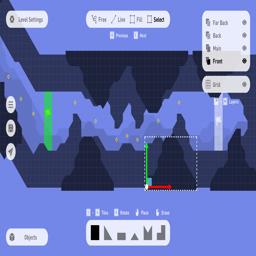 Level Settings
Free Line Fill Select
Previous Next
Far Back
Back
Main
Front
Grid
Layers
Tiles Rotate Place Erase
Objects